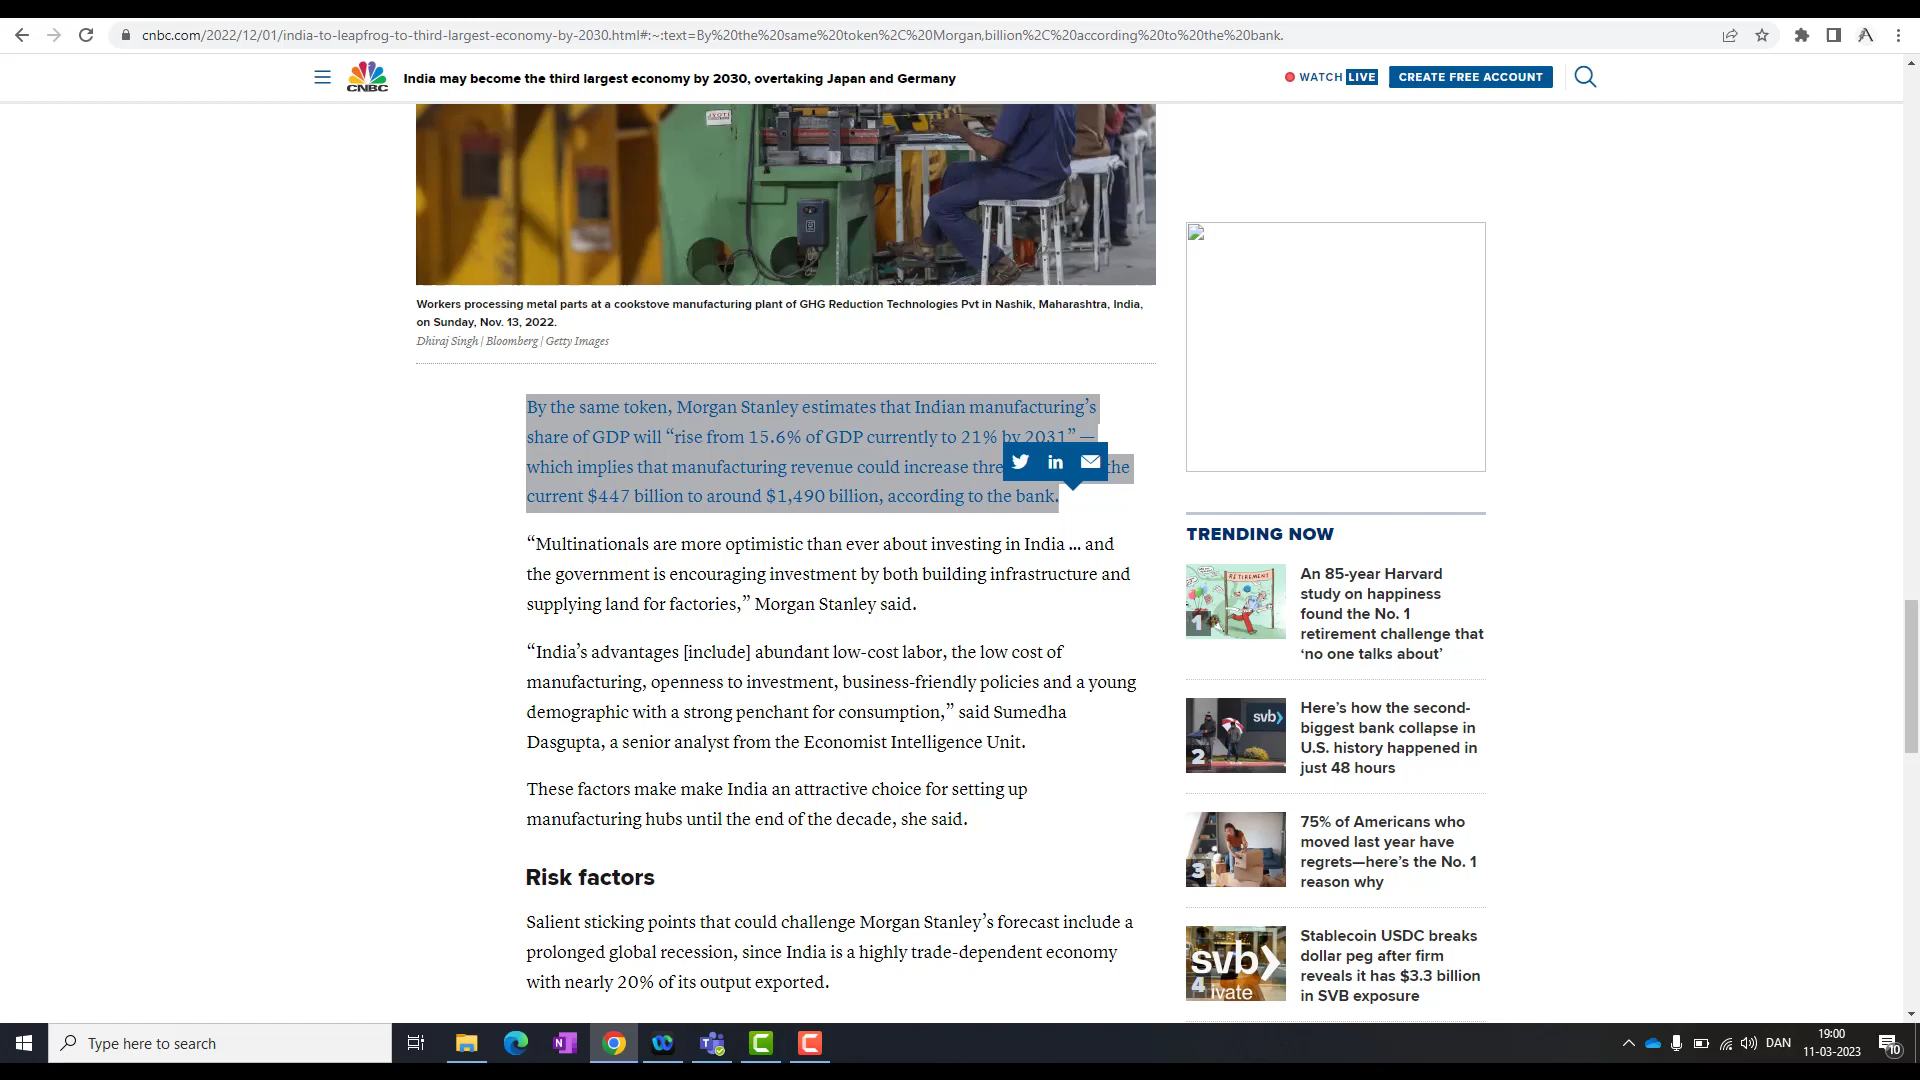 cnbc.com/2022/12/01/india-to-leapfrog-to-third-largest-economy-by-2030.html#:~:text=By%20the%20same%20token%2C%20Morgan,billion%2C%20according%20to%20the%20bank.
CNBC
India may become the third largest economy by 2030, overtaking Japan and Germany
WATCH LIVE
CREATE FREE ACCOUNT
JYOTI
Workers processing metal parts at a cookstove manufacturing plant of GHG Reduction Technologies Pvt in Nashik, Maharashtra, India,
on Sunday, Nov. 13, 2022.
Dhiraj Singh | Bloomberg | Getty Images
By the same token, Morgan Stanley estimates that Indian manufacturing’s
share of GDP will “rise from 15.6% of GDP currently to 21% by 2031” —
which implies that manufacturing revenue could increase thre the
current $447 billion to around $1,490 billion, according to the bank.
“Multinationals are more optimistic than ever about investing in India ... and
the government is encouraging investment by both building infrastructure and
supplying land for factories,” Morgan Stanley said.
“India’s advantages [include] abundant low-cost labor, the low cost of
manufacturing, openness to investment, business-friendly policies and a young
demographic with a strong penchant for consumption,” said Sumedha
Dasgupta, a senior analyst from the Economist Intelligence Unit.
These factors make make India an attractive choice for setting up
manufacturing hubs until the end of the decade, she said.
Risk factors
Salient sticking points that could challenge Morgan Stanley’s forecast include a
prolonged global recession, since India is a highly trade-dependent economy
with nearly 20% of its output exported.
TRENDING NOW
RETIREMENT
1
An 85-year Harvard
study on happiness
found the No. 1
retirement challenge that
‘no one talks about’
svb
2
Here’s how the second-
biggest bank collapse in
U.S. history happened in
just 48 hours
3
75% of Americans who
moved last year have
regrets—here’s the No. 1
reason why
svb
4
ivate
Stablecoin USDC breaks
dollar peg after firm
reveals it has $3.3 billion
in SVB exposure
Type here to search
DAN
19:00
11-03-2023
10